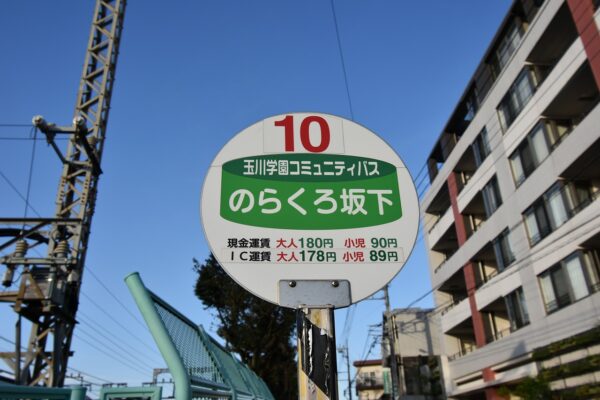 10
玉川学園コミュニティバス
のらくろ坂下
現金運賃 大人180円 小児 90円
IC運賃 大人178円 小児 89円